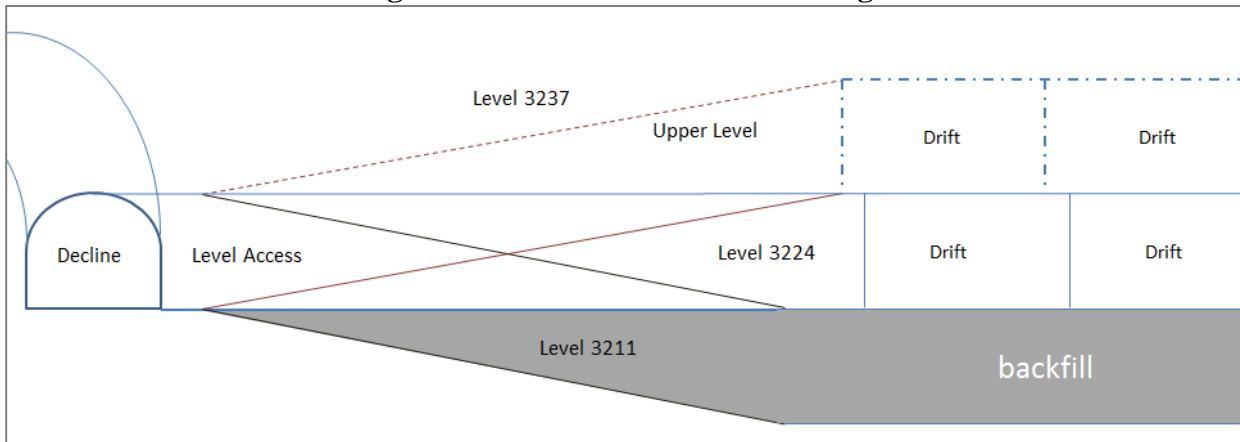 Level 3237
Upper Level
Drift
Drift
Decline
Level Access
Level 3224
Drift
Drift
Level 3211
backfill